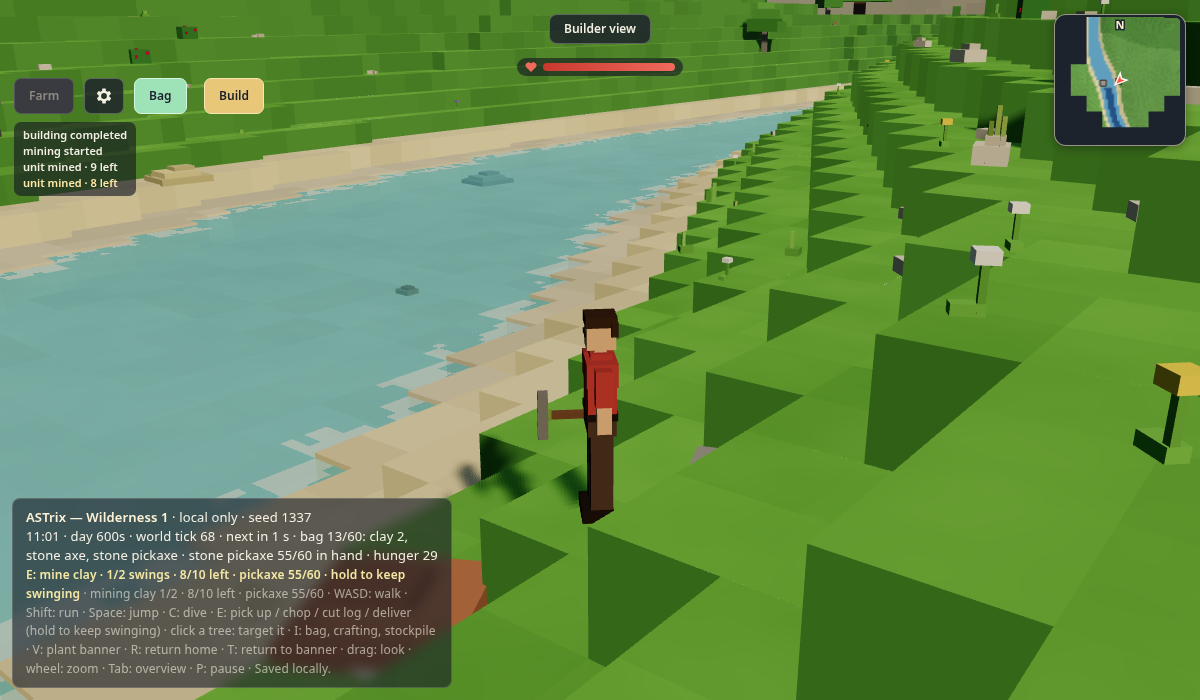 Builder view
N
Farm
Bag
Build
building completed
mining started
unit mined · 9 left
unit mined · 8 left
ASTrix — Wilderness 1 · local only · seed 1337
11:01 · day 600s · world tick 68 · next in 1 s · bag 13/60: clay 2,
stone axe, stone pickaxe · stone pickaxe 55/60 in hand · hunger 29
E: mine clay · 1/2 swings · 8/10 left · pickaxe 55/60 · hold to keep
swinging · mining clay 1/2 · 8/10 left · pickaxe 55/60 · WASD: walk ·
Shift: run · Space: jump · C: dive · E: pick up / chop / cut log / deliver
(hold to keep swinging) · click a tree: target it · I: bag, crafting, stockpile
· V: plant banner · R: return home · T: return to banner · drag: look ·
wheel: zoom · Tab: overview · P: pause · Saved locally.